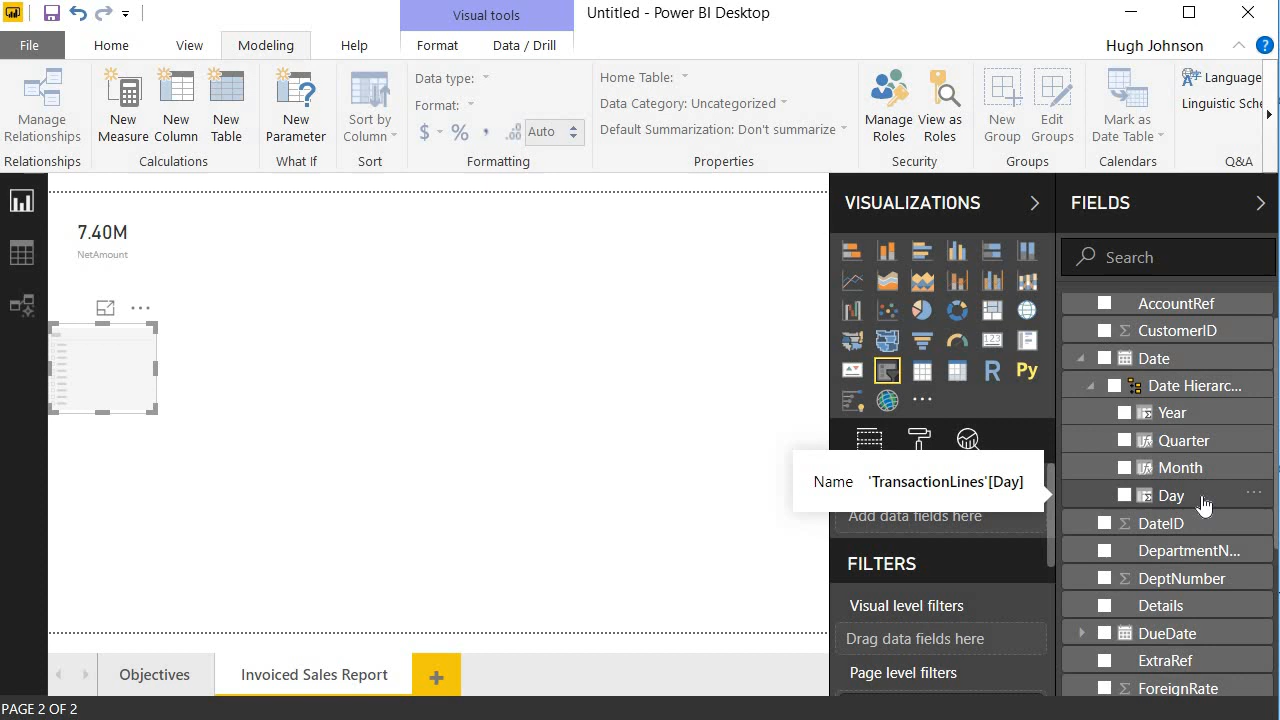 Visual tools
Untitled - Power BI Desktop
File
Home
View
Modeling
Help
Format
Data / Drill
Hugh Johnson
?
Manage Relationships
New Measure
New Column
New Table
New Parameter
Sort by Column
Data type:
Format:
$ % , .00 Auto
Home Table:
Data Category: Uncategorized
Default Summarization: Don't summarize
Manage Roles
View as Roles
New Group
Edit Groups
Mark as Date Table
Language
Linguistic Sche
Relationships
Calculations
What If
Sort
Formatting
Properties
Security
Groups
Calendars
Q&A
7.40M
NetAmount
VISUALIZATIONS
R
Py
123
Name 'TransactionLines'[Day]
Add data fields here
FILTERS
Visual level filters
Drag data fields here
Page level filters
FIELDS
Search
AccountRef
Σ CustomerID
Date
Date Hierarc...
Year
Quarter
Month
Day
Σ DateID
DepartmentN...
Σ DeptNumber
Details
DueDate
ExtraRef
Σ ForeignRate
Objectives
Invoiced Sales Report
+
PAGE 2 OF 2